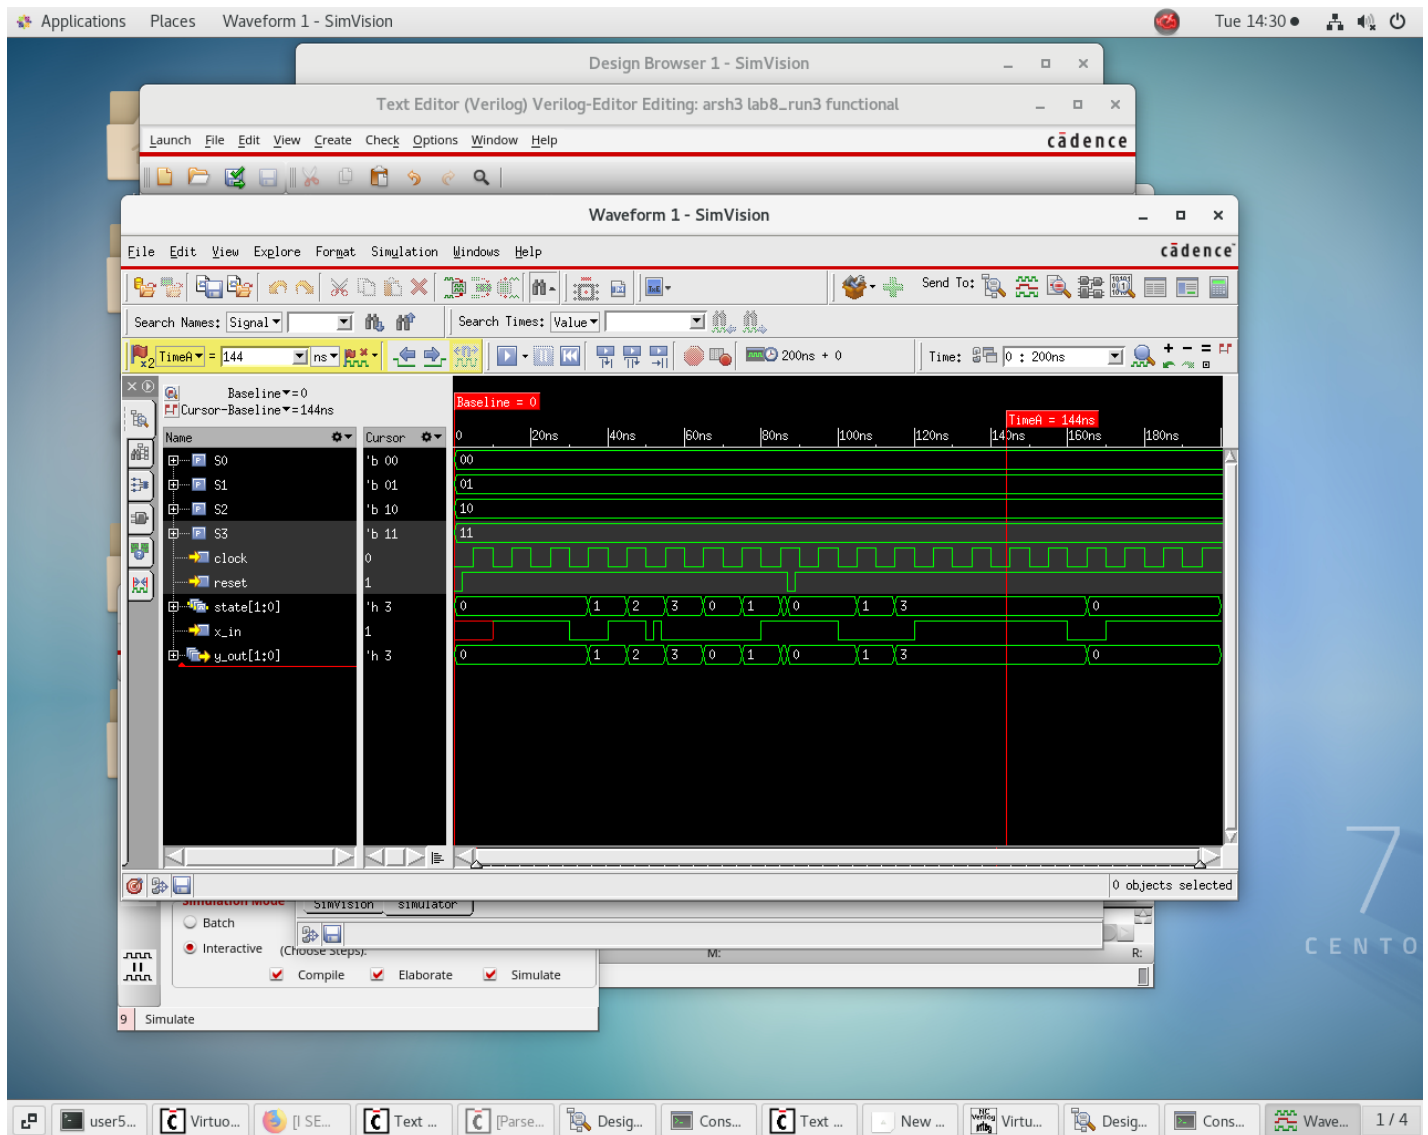 Applications Places Waveform 1 - SimVision Tue 14:30
Design Browser 1 - SimVision
Text Editor (Verilog) Verilog-Editor Editing: arsh3 lab8_run3 functional
Launch File Edit View Create Check Options Window Help cādence
Waveform 1 - SimVision
File Edit View Explore Format Simulation Windows Help cādence
Send To:
Search Names: Signal Search Times: Value
x2 TimeA = 144 ns 200ns + 0 Time: 0 : 200ns
Baseline = 0
Cursor-Baseline = 144ns
Baseline = 0
TimeA = 144ns
Name Cursor 0 20ns 40ns 60ns 80ns 100ns 120ns 140ns 160ns 180ns
S0 'b 00 00
S1 'b 01 01
S2 'b 10 10
S3 'b 11 11
clock 0
reset 1
state[1:0] 'h 3 0 1 2 3 0 1 0 1 3 0
x_in 1
y_out[1:0] 'h 3 0 1 2 3 0 1 0 1 3 0
0 objects selected
Simulation Mode SimVision simulator
Batch
Interactive (Choose Steps).
M: R:
Compile Elaborate Simulate
9 Simulate
7
CENTO
user5... Virtuo... [I SE... Text ... [Parse... Desig... Cons... Text ... New ... Virtu... Desig... Cons... Wave... 1 / 4